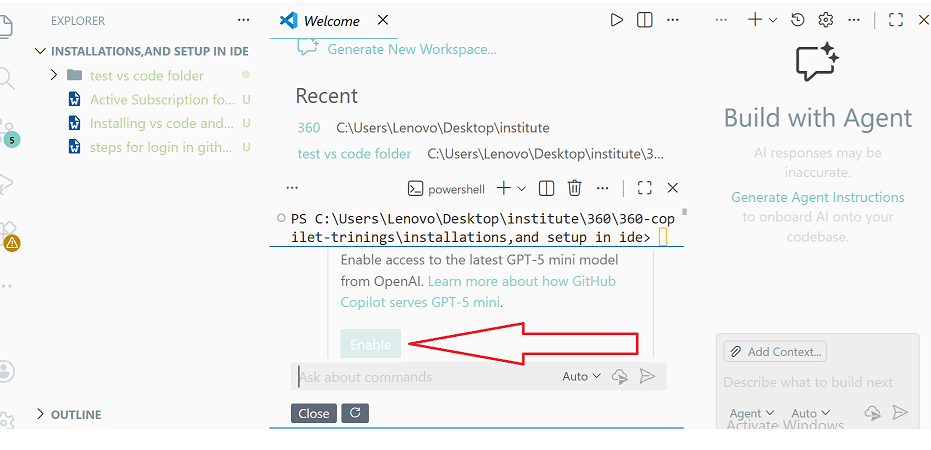 EXPLORER
INSTALLATIONS,AND SETUP IN IDE
test vs code folder
Active Subscription fo... U
Installing vs code and... U
steps for login in gith... U
OUTLINE
5
Welcome
Generate New Workspace...
Recent
360 C:\Users\Lenovo\Desktop\institute
test vs code folder C:\Users\Lenovo\Desktop\institute\3...
powershell
PS C:\Users\Lenovo\Desktop\institute\360\360-cop
ilet-trinings\installations,and setup in ide>
Enable access to the latest GPT-5 mini model
from OpenAI. Learn more about how GitHub
Copilot serves GPT-5 mini.
Enable
Ask about commands Auto
Close
Build with Agent
AI responses may be
inaccurate.
Generate Agent Instructions
to onboard AI onto your
codebase.
Add Context...
Describe what to build next
Agent Auto
Activate Windows